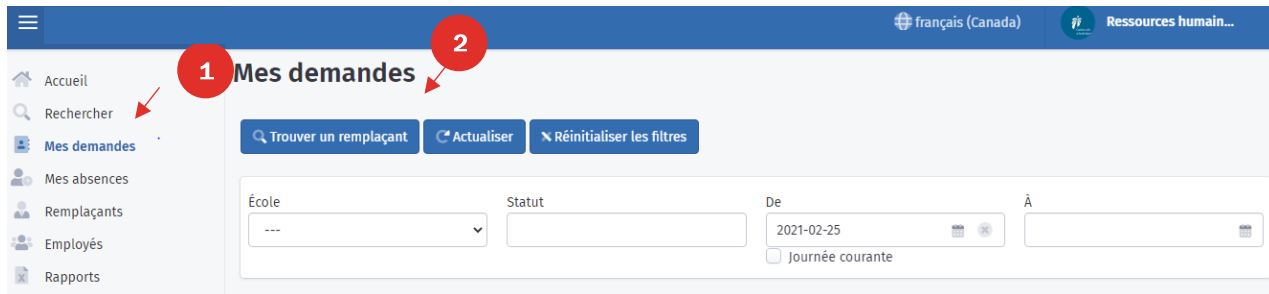 français (Canada)
Ressources humain...
1
2
Accueil
Rechercher
Mes demandes
Mes absences
Remplaçants
Employés
Rapports
Mes demandes
Trouver un remplaçant
Actualiser
Réinitialiser les filtres
École
Statut
De
À
---
2021-02-25
Journée courante